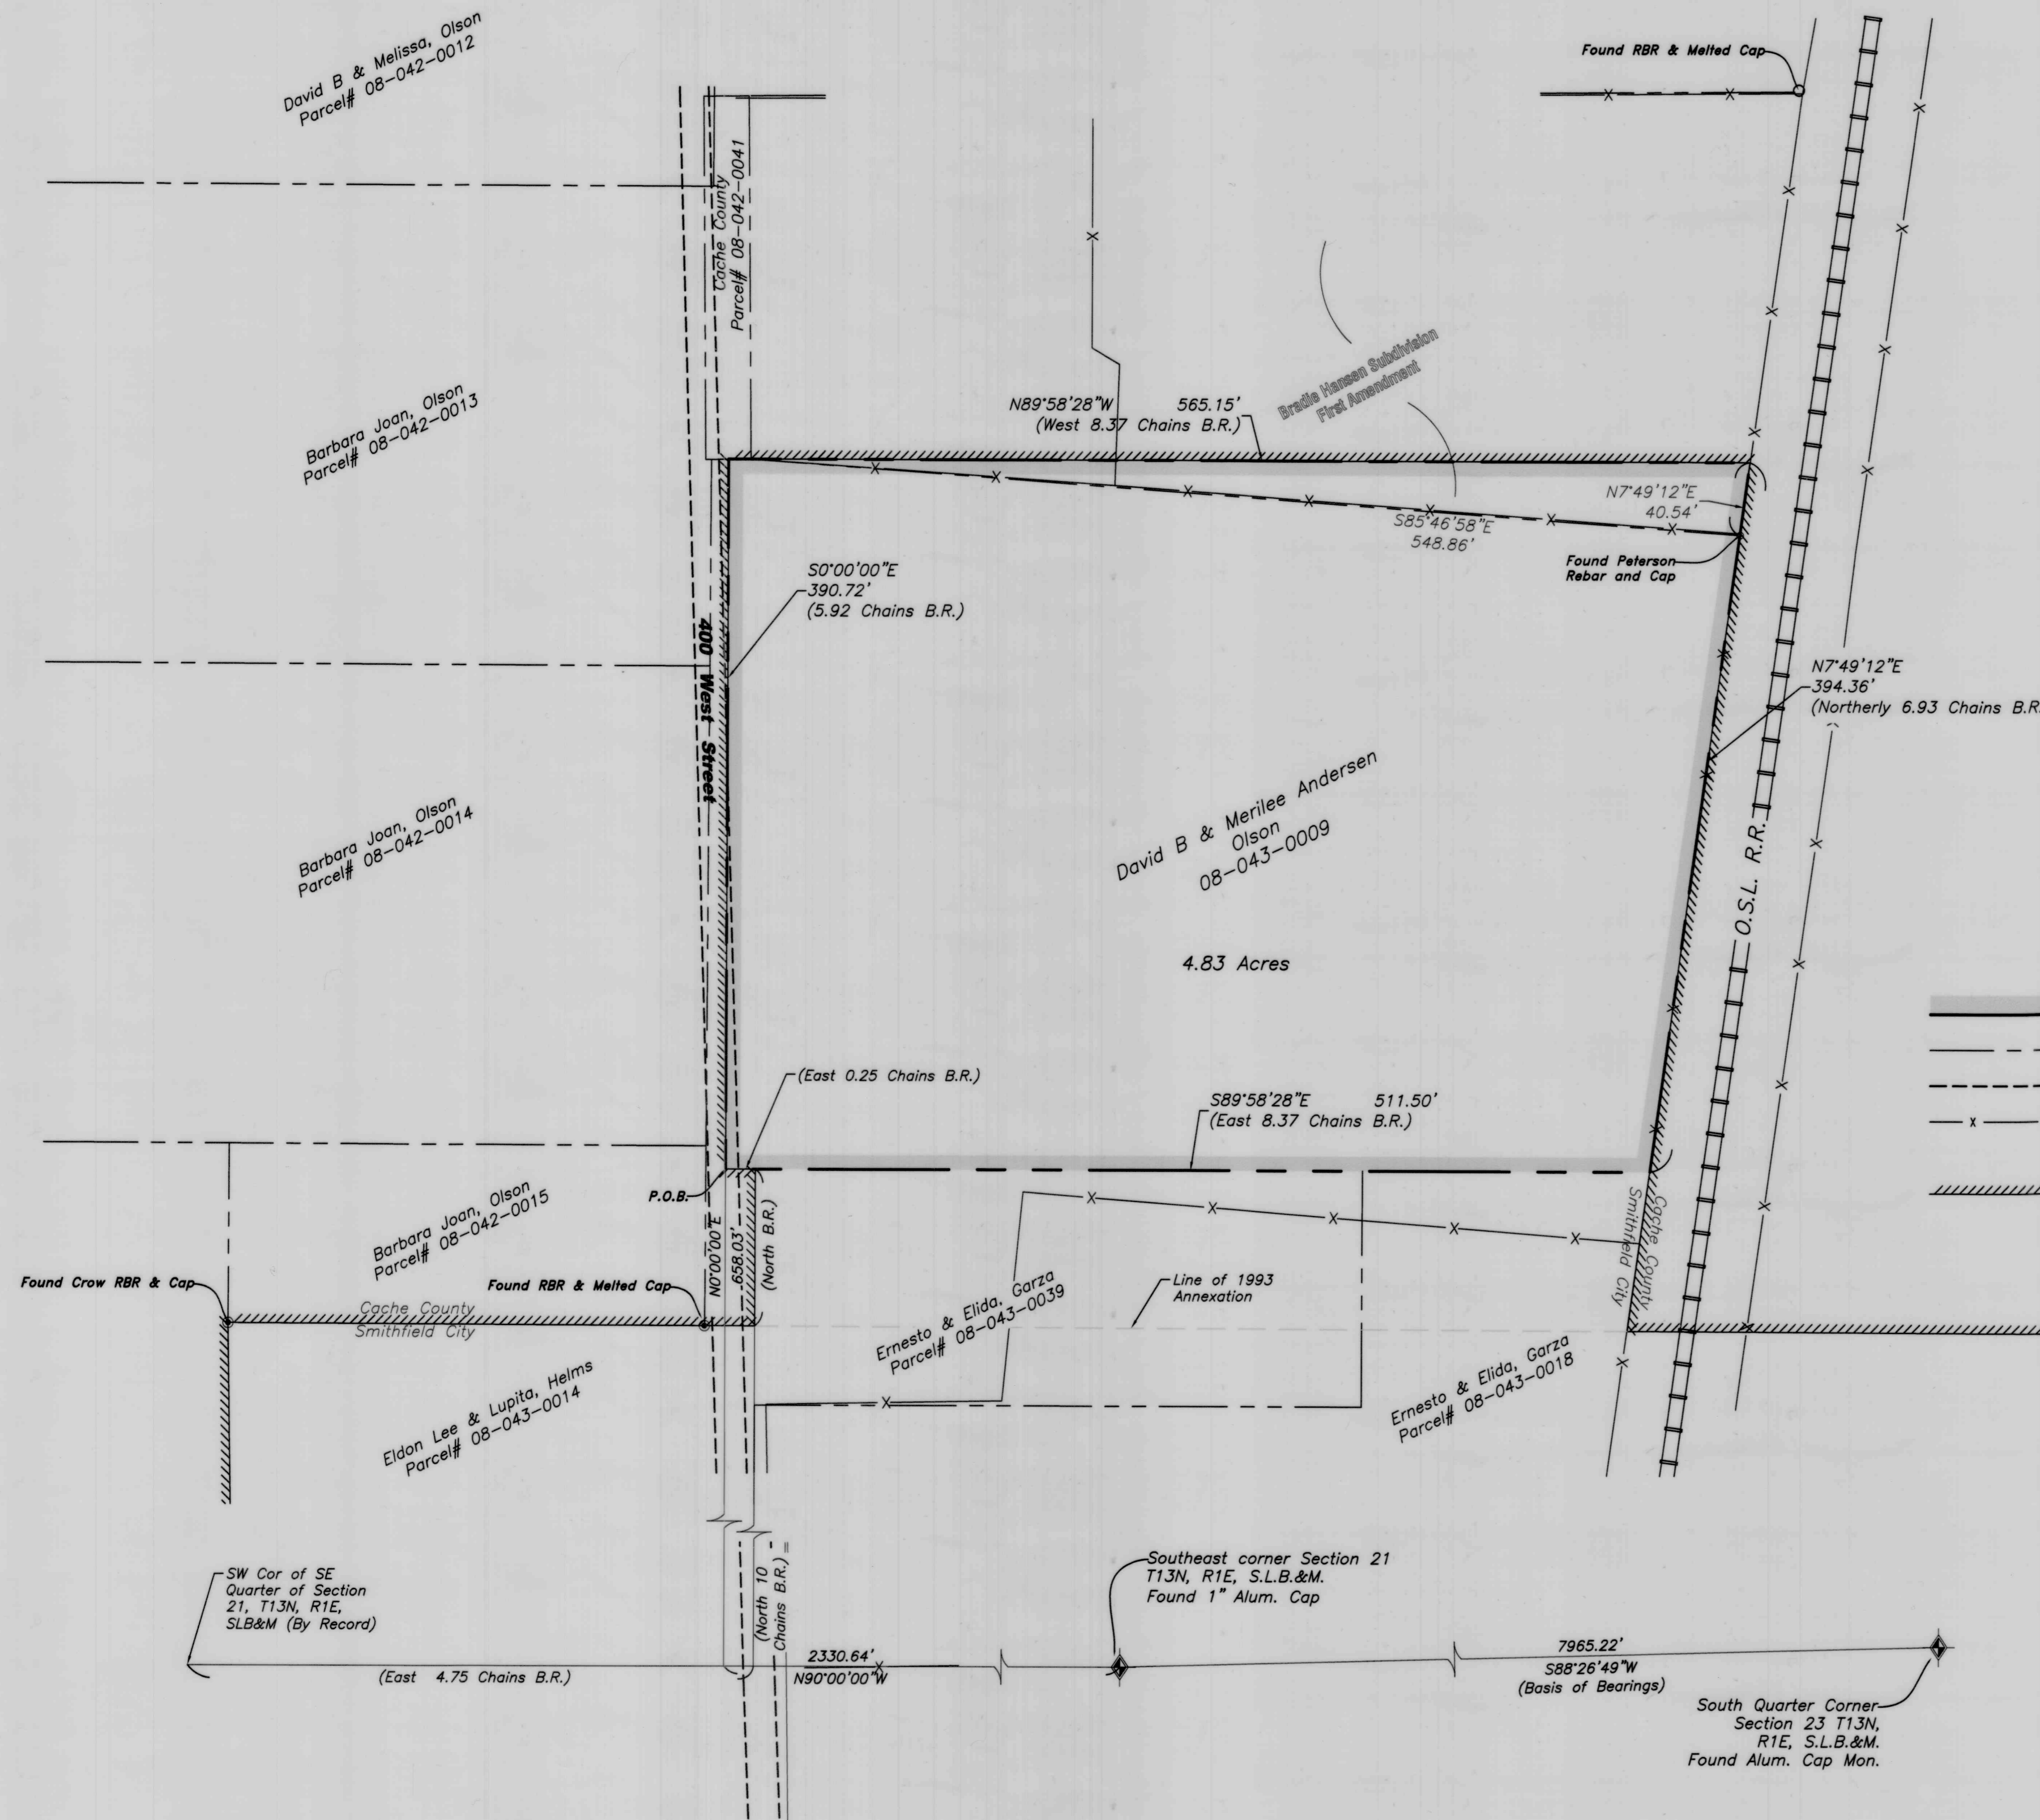 David B & Melissa, Olson
Parcel# 08-042-0012
Found RBR & Melted Cap
Cache County
Parcel# 08-042-0041
Barbara Joan, Olson
Parcel# 08-042-0013
Bradie Hansen Subdivision
First Amendment
N89°58'28"W 565.15'
(West 8.37 Chains B.R.)
N7°49'12"E
40.54'
S85°46'58"E
548.86'
Found Peterson
Rebar and Cap
S0°00'00"E
390.72'
(5.92 Chains B.R.)
400 West Street
N7°49'12"E
394.36'
(Northerly 6.93 Chains B.R
Barbara Joan, Olson
Parcel# 08-042-0014
David B & Merilee Andersen
Olson
08-043-0009
O.S.L. R.R.
4.83 Acres
(East 0.25 Chains B.R.)
S89°58'28"E 511.50'
(East 8.37 Chains B.R.)
P.O.B.
Barbara Joan, Olson
Parcel# 08-042-0015
N0°00'00"E
658.03'
(North B.R.)
Cache County
Smithfield City
Found Crow RBR & Cap
Found RBR & Melted Cap
Cache County
Smithfield City
Line of 1993
Annexation
Ernesto & Elida, Garza
Parcel# 08-043-0039
Ernesto & Elida, Garza
Parcel# 08-043-0018
Eldon Lee & Lupita, Helms
Parcel# 08-043-0014
SW Cor of SE
Quarter of Section
21, T13N, R1E,
SLB&M (By Record)
(North 10
Chains B.R.)
Southeast corner Section 21
T13N, R1E, S.L.B.&M.
Found 1" Alum. Cap
(East 4.75 Chains B.R.)
2330.64'
N90°00'00"W
7965.22'
S88°26'49"W
(Basis of Bearings)
South Quarter Corner
Section 23 T13N,
R1E, S.L.B.&M.
Found Alum. Cap Mon.